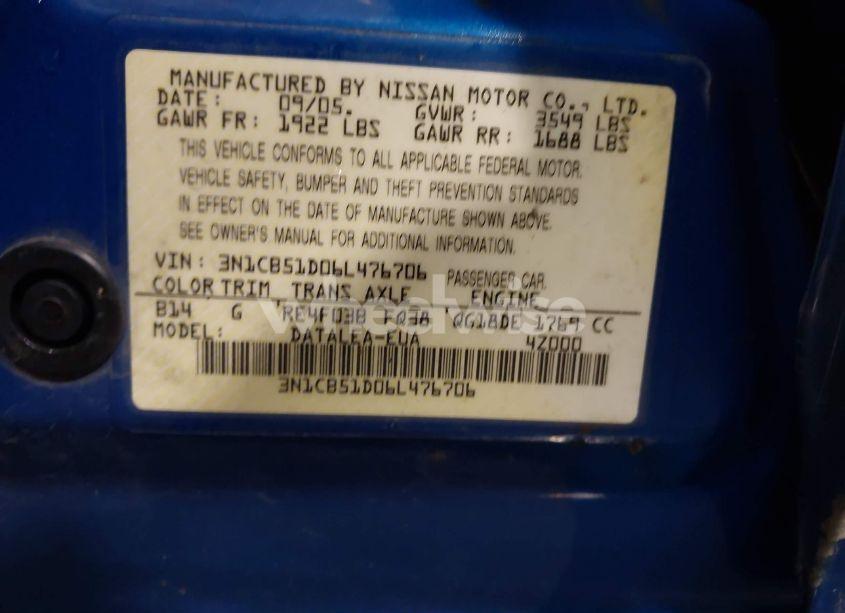 MANUFACTURED BY NISSAN MOTOR CO., LTD.
DATE: 09/05. GVWR: 3549 LBS
GAWR FR: 1922 LBS GAWR RR: 1688 LBS
THIS VEHICLE CONFORMS TO ALL APPLICABLE FEDERAL MOTOR
VEHICLE SAFETY, BUMPER AND THEFT PREVENTION STANDARDS
IN EFFECT ON THE DATE OF MANUFACTURE SHOWN ABOVE.
SEE OWNER'S MANUAL FOR ADDITIONAL INFORMATION.
VIN: 3N1CB51D06L476706 PASSENGER CAR.
COLOR TRIM TRANS AXLE ENGINE
B14 G RE4F03B FQ38 QG18DE 1769 CC
MODEL: DATALEA-EUA 4Z000
3N1CB51D06L476706